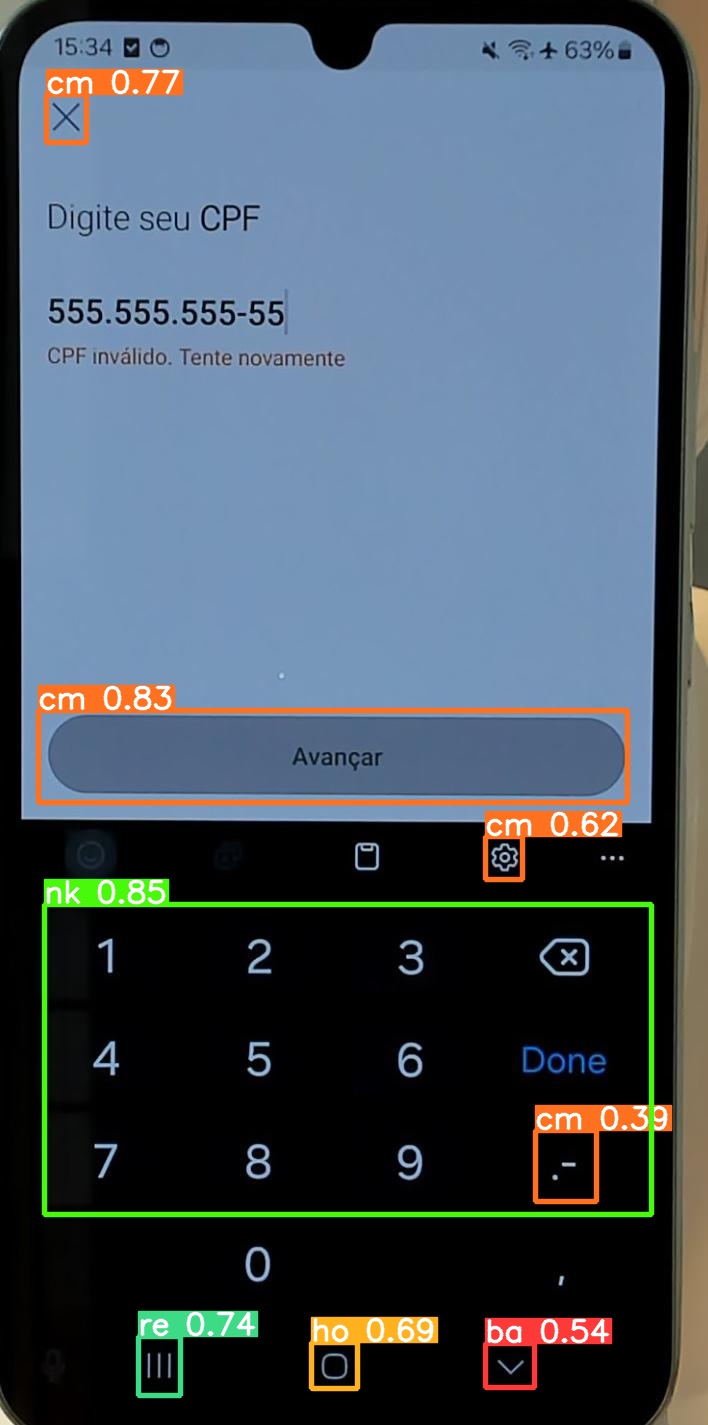 15:34 63%
cm 0.77
Digite seu CPF
555.555.555-55
CPF inválido. Tente novamente
cm 0.83
Avançar
cm 0.62
nk 0.85
1 2 3
4 5 6 Done
cm 0.39
7 8 9 .-
0 ,
re 0.74 ho 0.69 ba 0.54